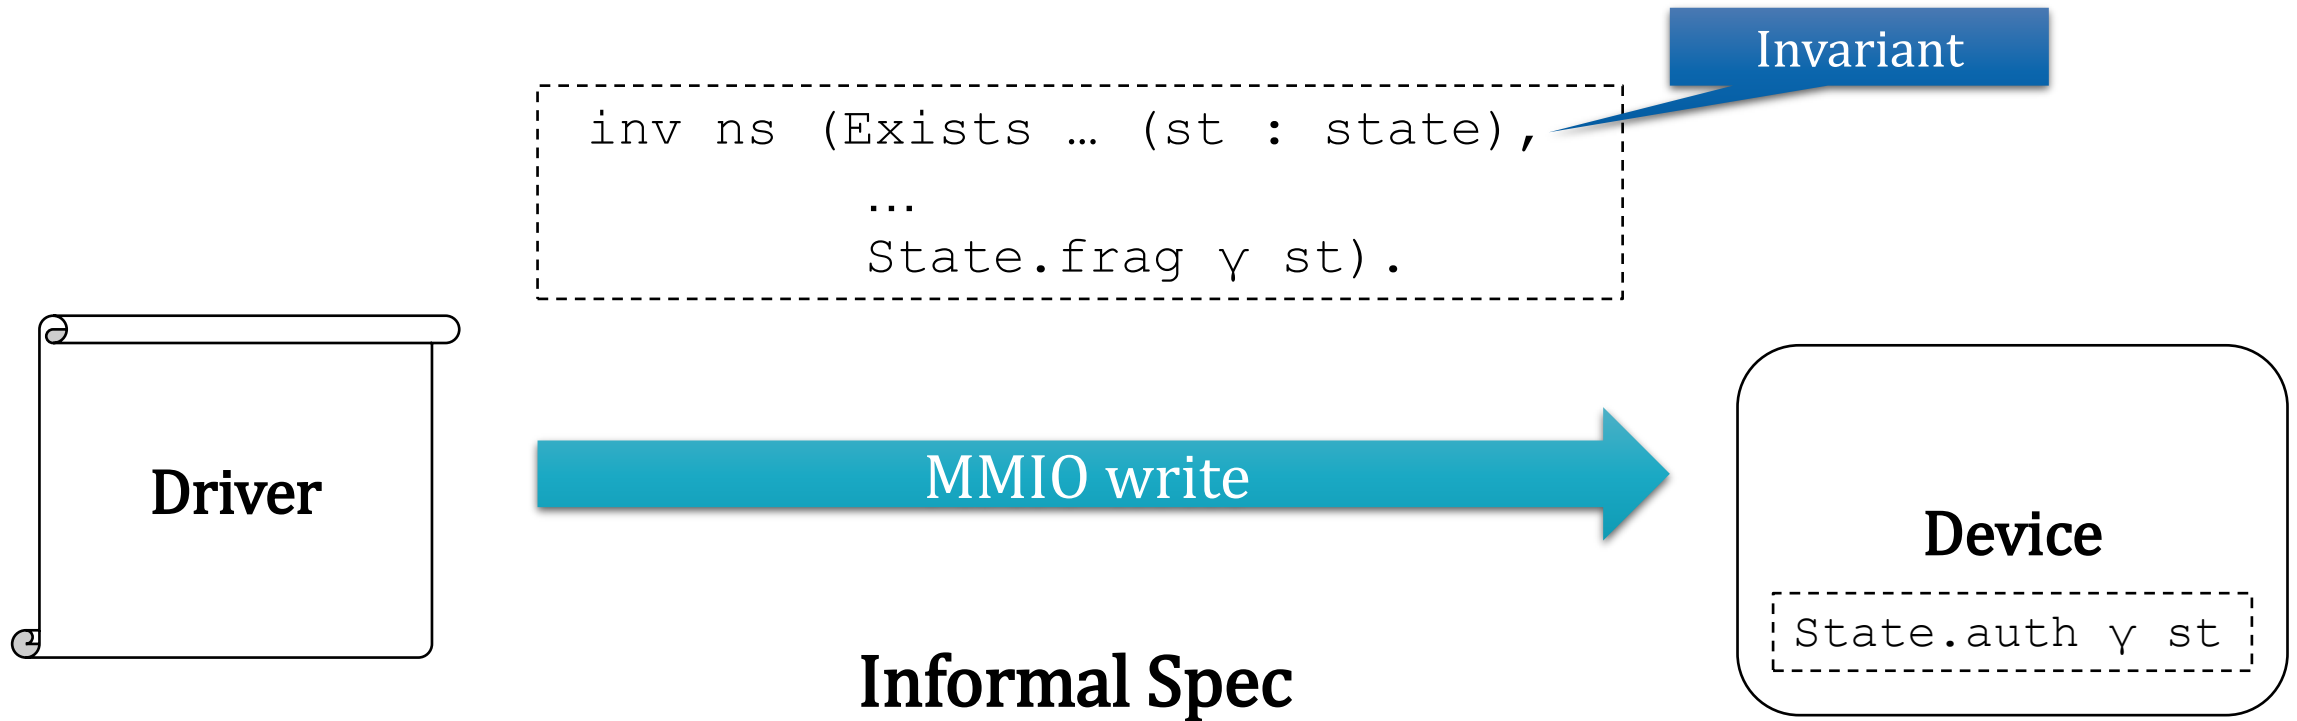 Invariant
inv ns (Exists … (st : state),
…
State.frag γ st).
Driver
MMIO write
Device
State.auth γ st
Informal Spec